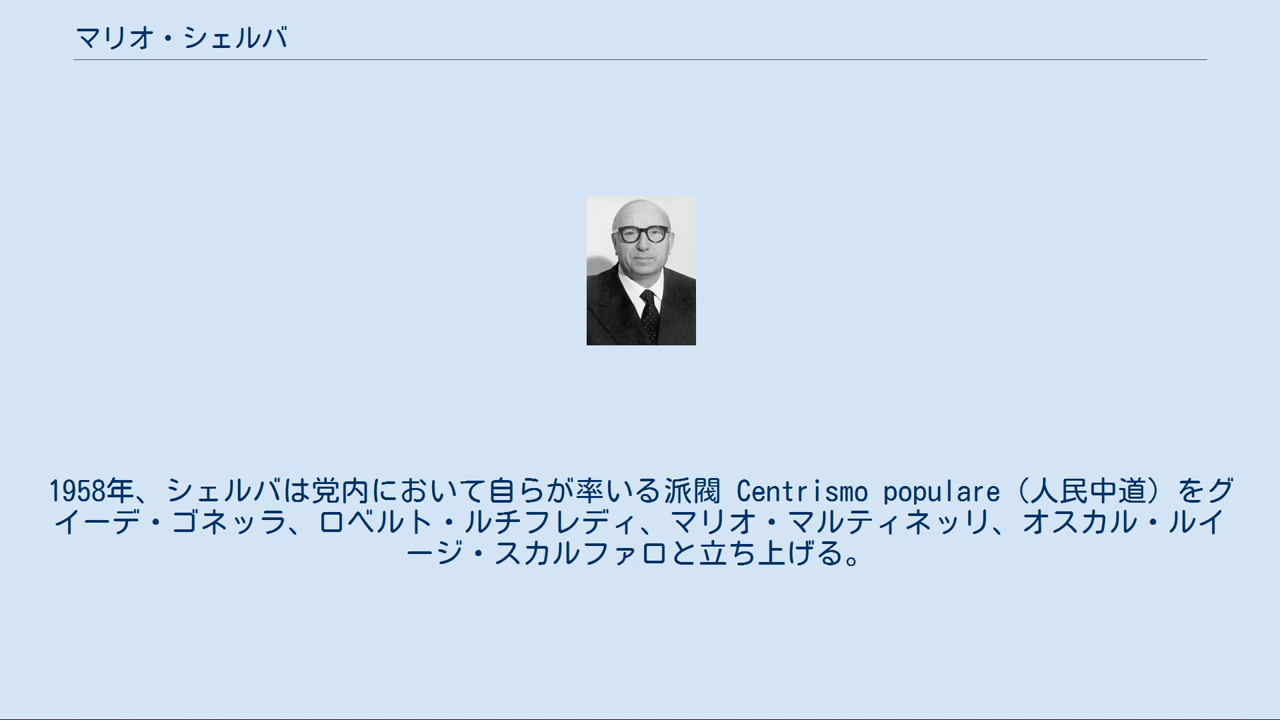 マリオ・シェルバ
1958年、シェルバは党内において自らが率いる派閥 Centrismo populare（人民中道）をグ
イーデ・ゴネッラ、ロベルト・ルチフレディ、マリオ・マルティネッリ、オスカル・ルイ
ージ・スカルファロと立ち上げる。